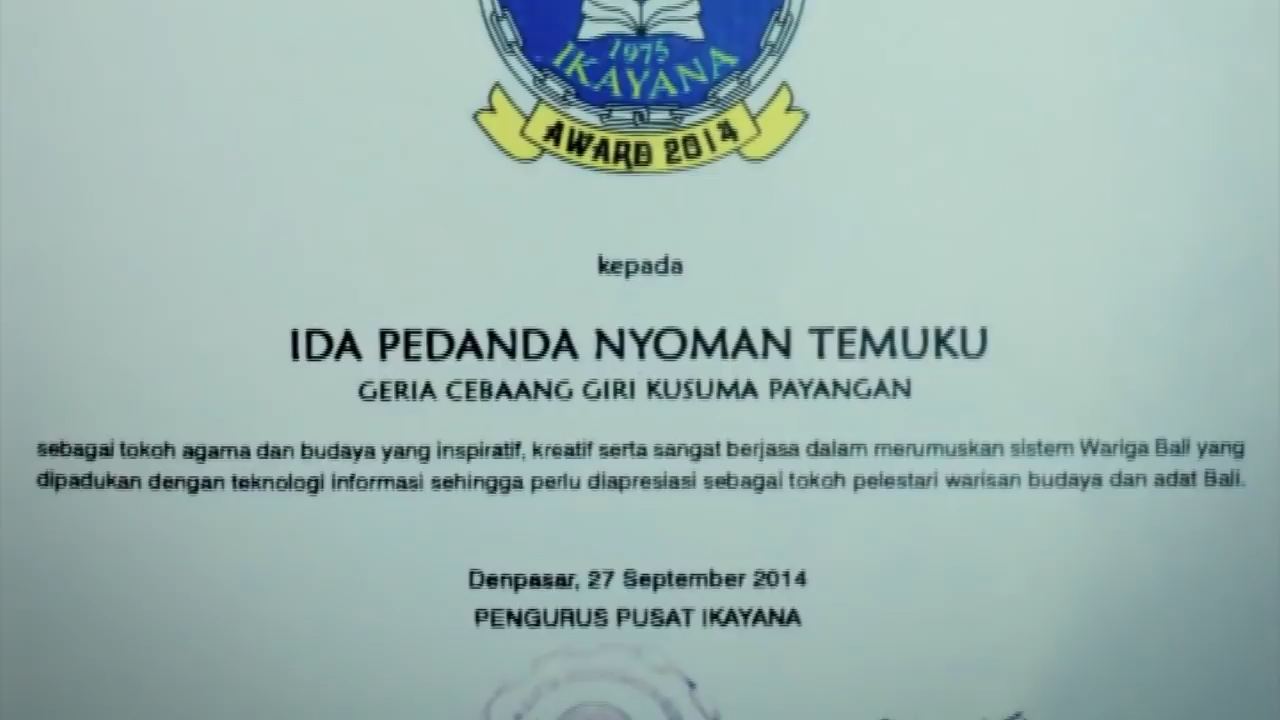 1975
IKAYANA
AWARD 2014
kepada
IDA PEDANDA NYOMAN TEMUKU
GERIA CEBAANG GIRI KUSUMA PAYANGAN
sebagai tokoh agama dan budaya yang inspiratif, kreatif serta sangat berjasa dalam merumuskan sistem Wariga Bali yang
dipadukan dengan teknologi informasi sehingga perlu diapresiasi sebagai tokoh pelestari warisan budaya dan adat Bali.
Denpasar, 27 September 2014
PENGURUS PUSAT IKAYANA